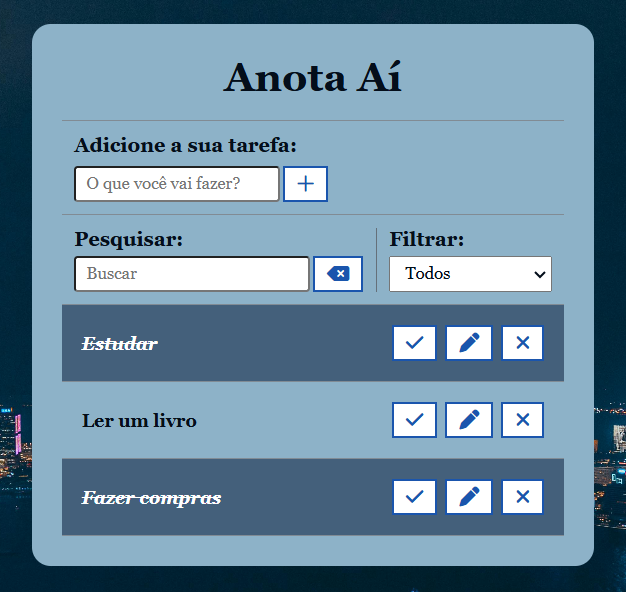 Anota Aí
Adicione a sua tarefa:
O que você vai fazer?
Pesquisar:
Filtrar:
Buscar
Todos
Estudar
Ler um livro
Fazer compras